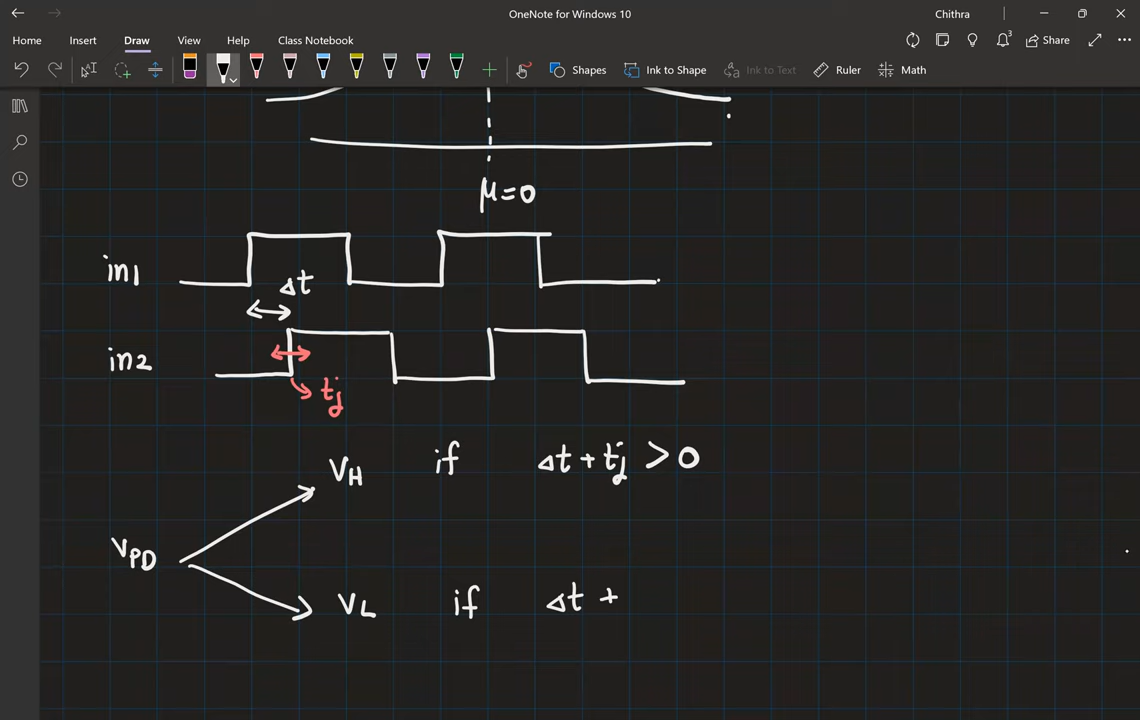 OneNote for Windows 10
Chithra
Home Insert Draw View Help Class Notebook
3
Share
Shapes Ink to Shape Ink to Text Ruler Math
μ=0
in1
Δt
in2
tj
VH if Δt + tj > 0
VPD
VL if Δt +